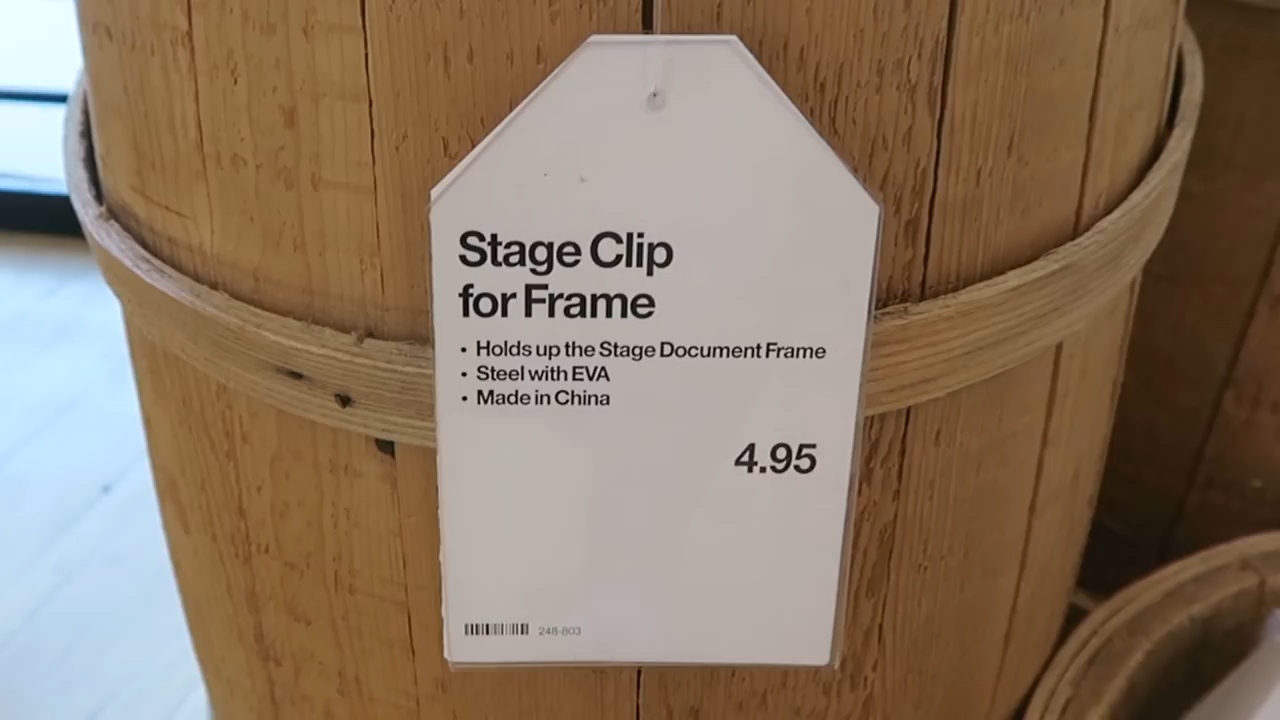 Stage Clip
for Frame
• Holds up the Stage Document Frame
• Steel with EVA
• Made in China
4.95
248-803